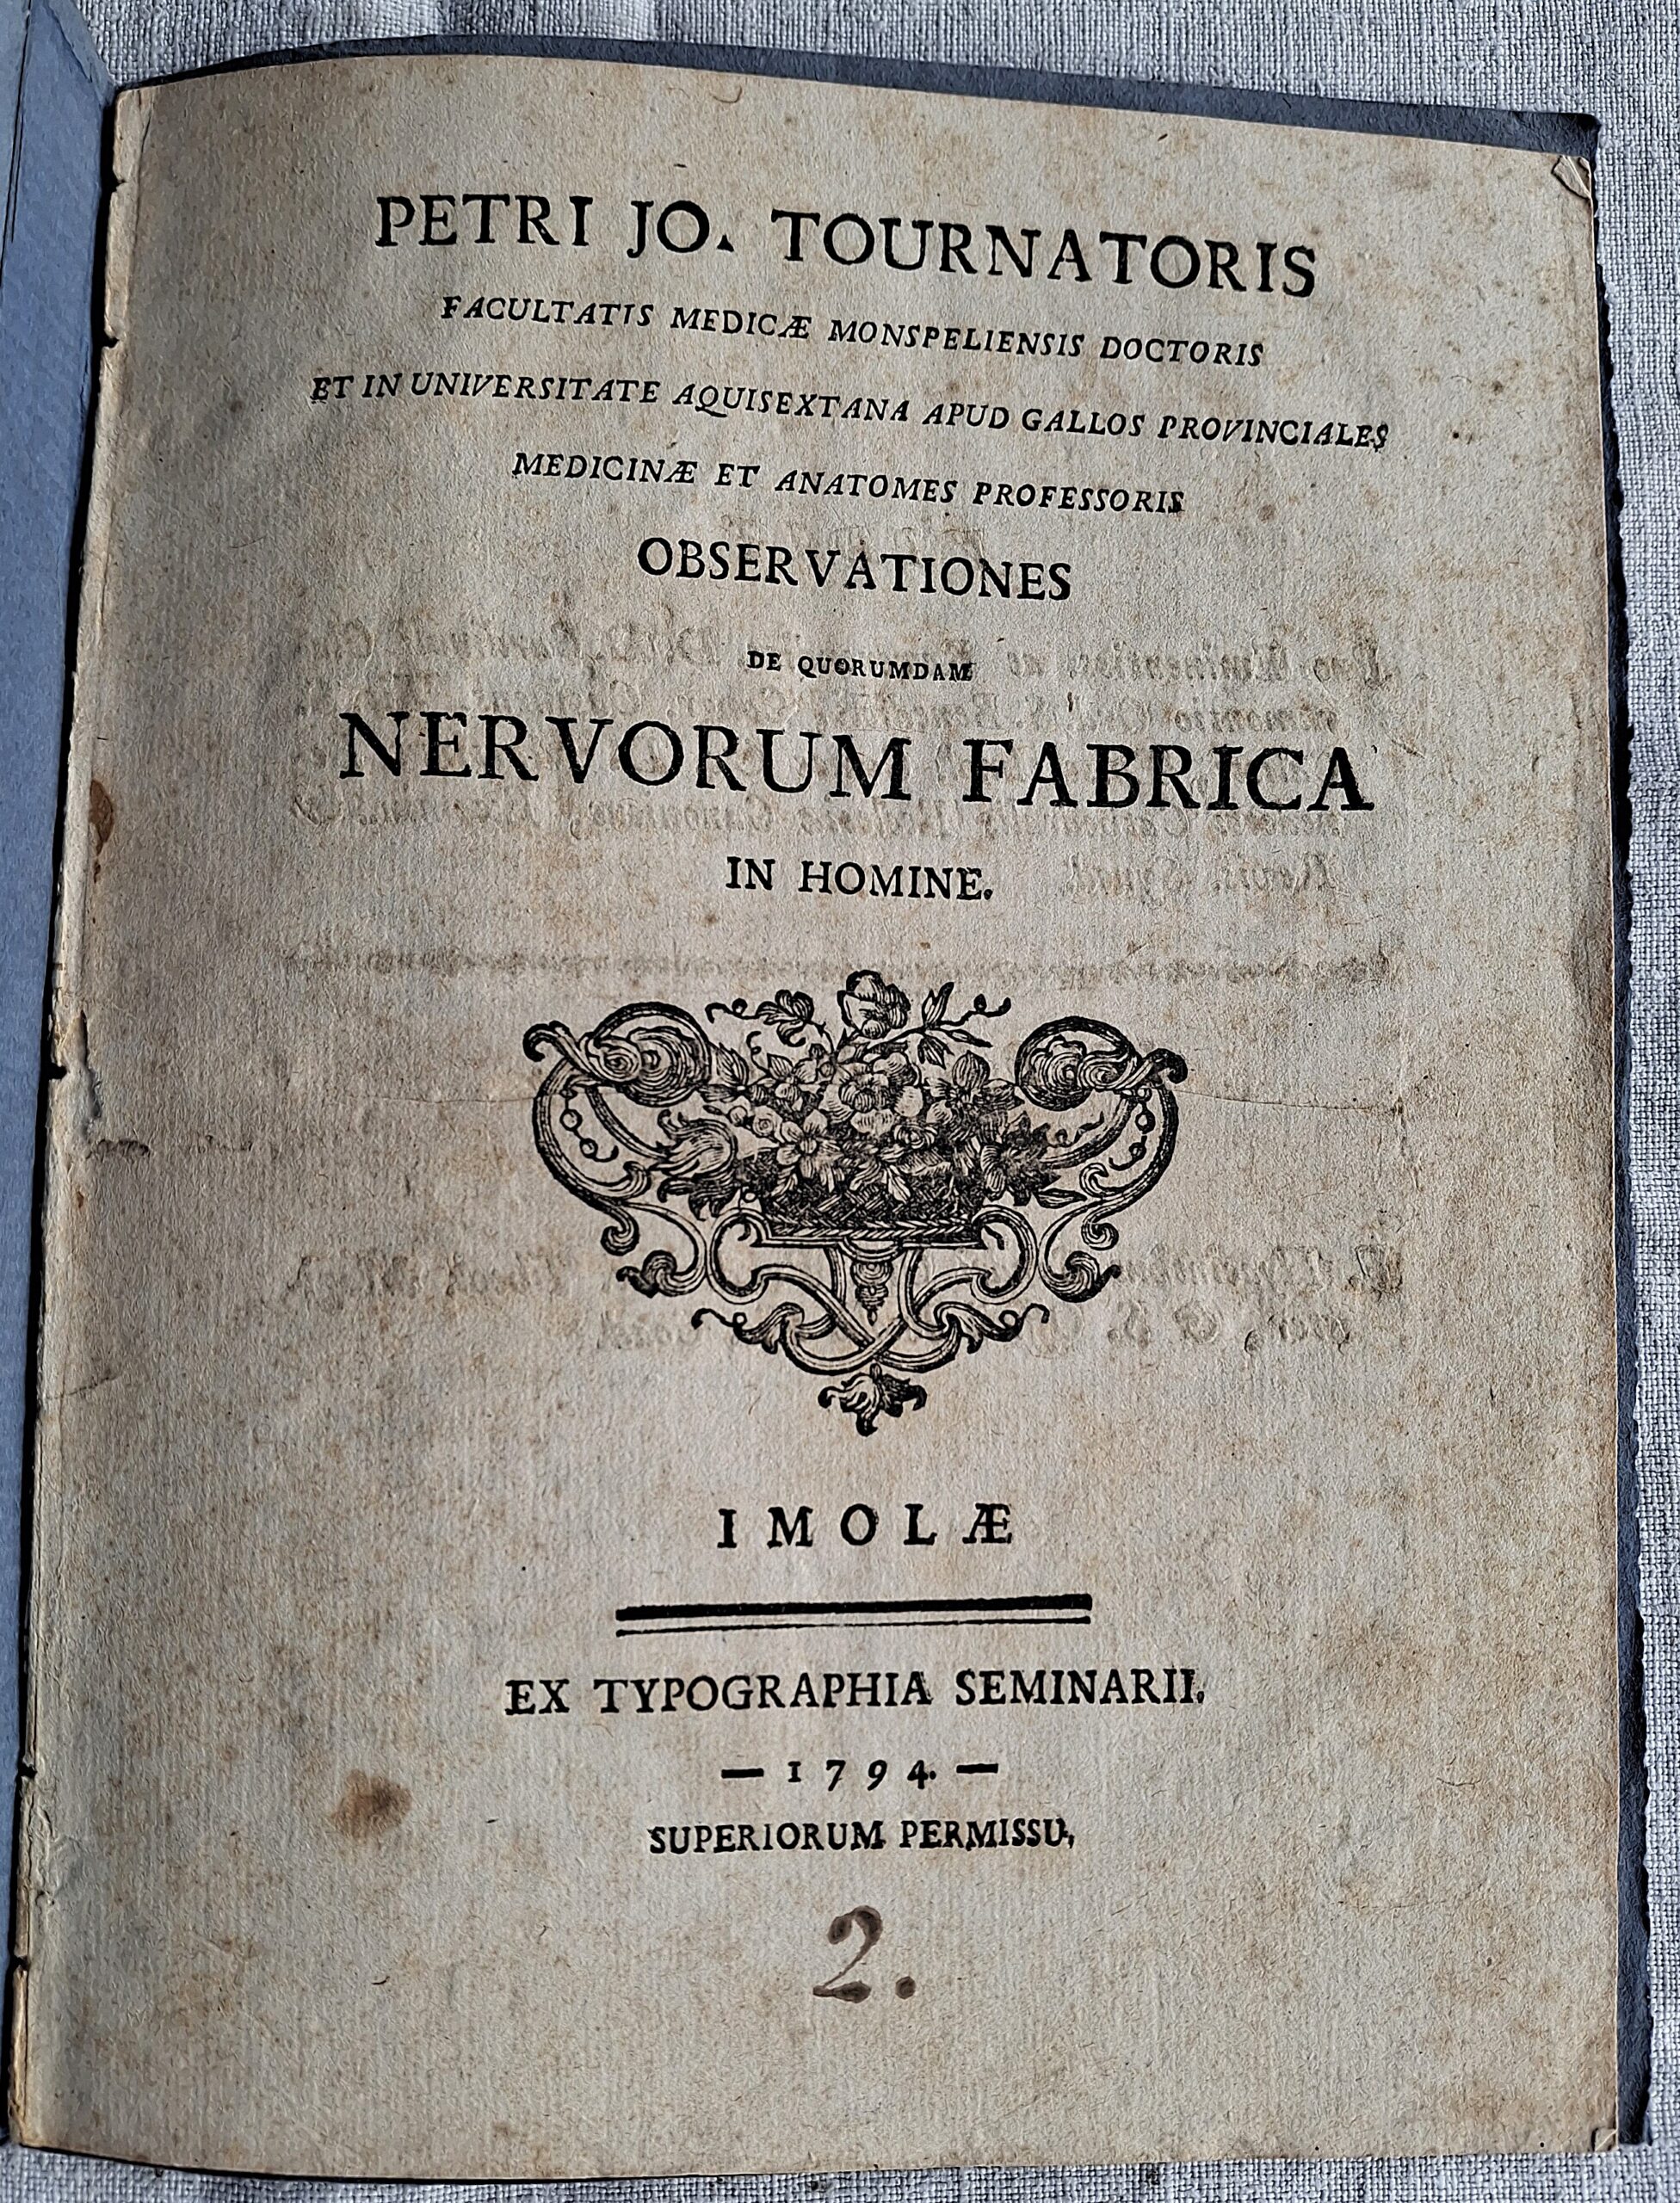 PETRI JO. TOURNATORIS
FACULTATIS MEDICÆ MONSPELIENSIS DOCTORIS
ET IN UNIVERSITATE AQUISEXTANA APUD GALLOS PROVINCIALES
MEDICINÆ ET ANATOMES PROFESSORIS
OBSERVATIONES
DE QUORUMDAM
NERVORUM FABRICA
IN HOMINE.
IMOLÆ
EX TYPOGRAPHIA SEMINARII.
— 1794. —
SUPERIORUM PERMISSU,
2.